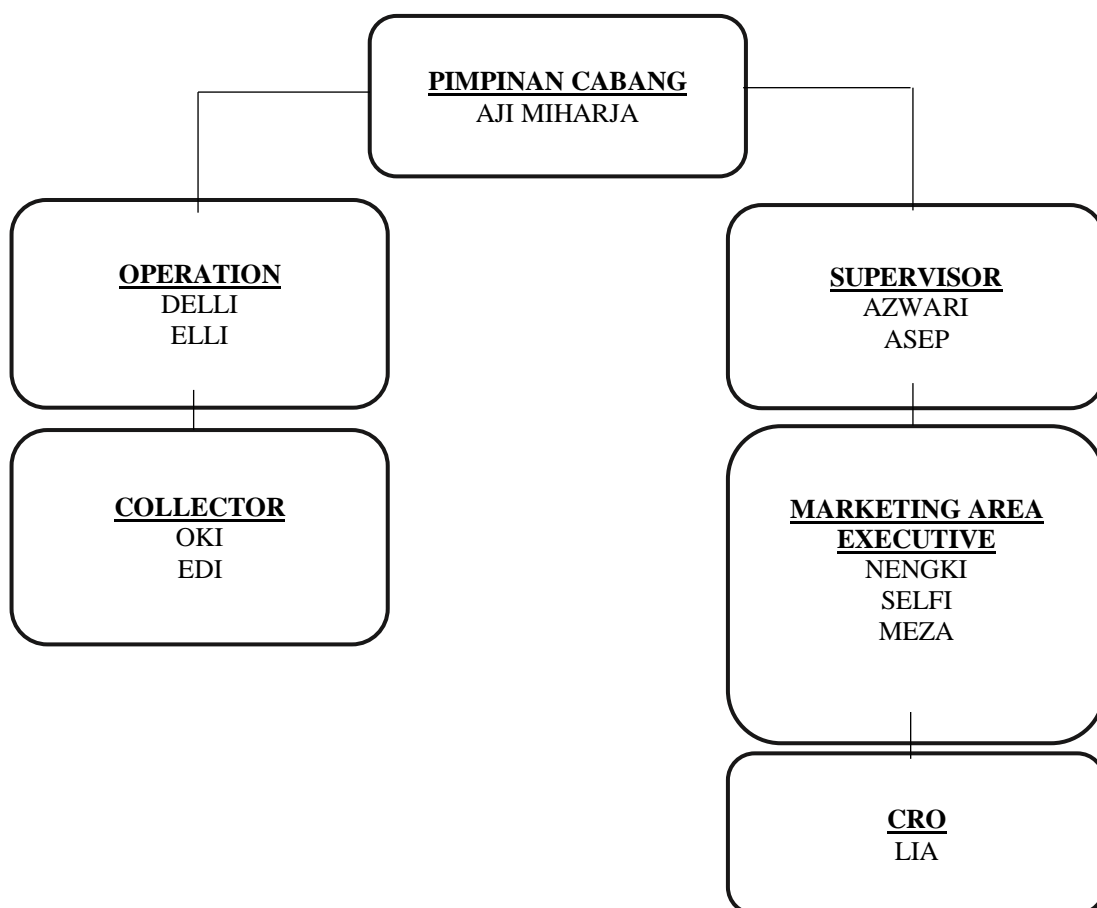 PIMPINAN CABANG
AJI MIHARJA
OPERATION
DELLI
ELLI
SUPERVISOR
AZWARI
ASEP
COLLECTOR
OKI
EDI
MARKETING AREA
EXECUTIVE
NENGKI
SELFI
MEZA
CRO
LIA